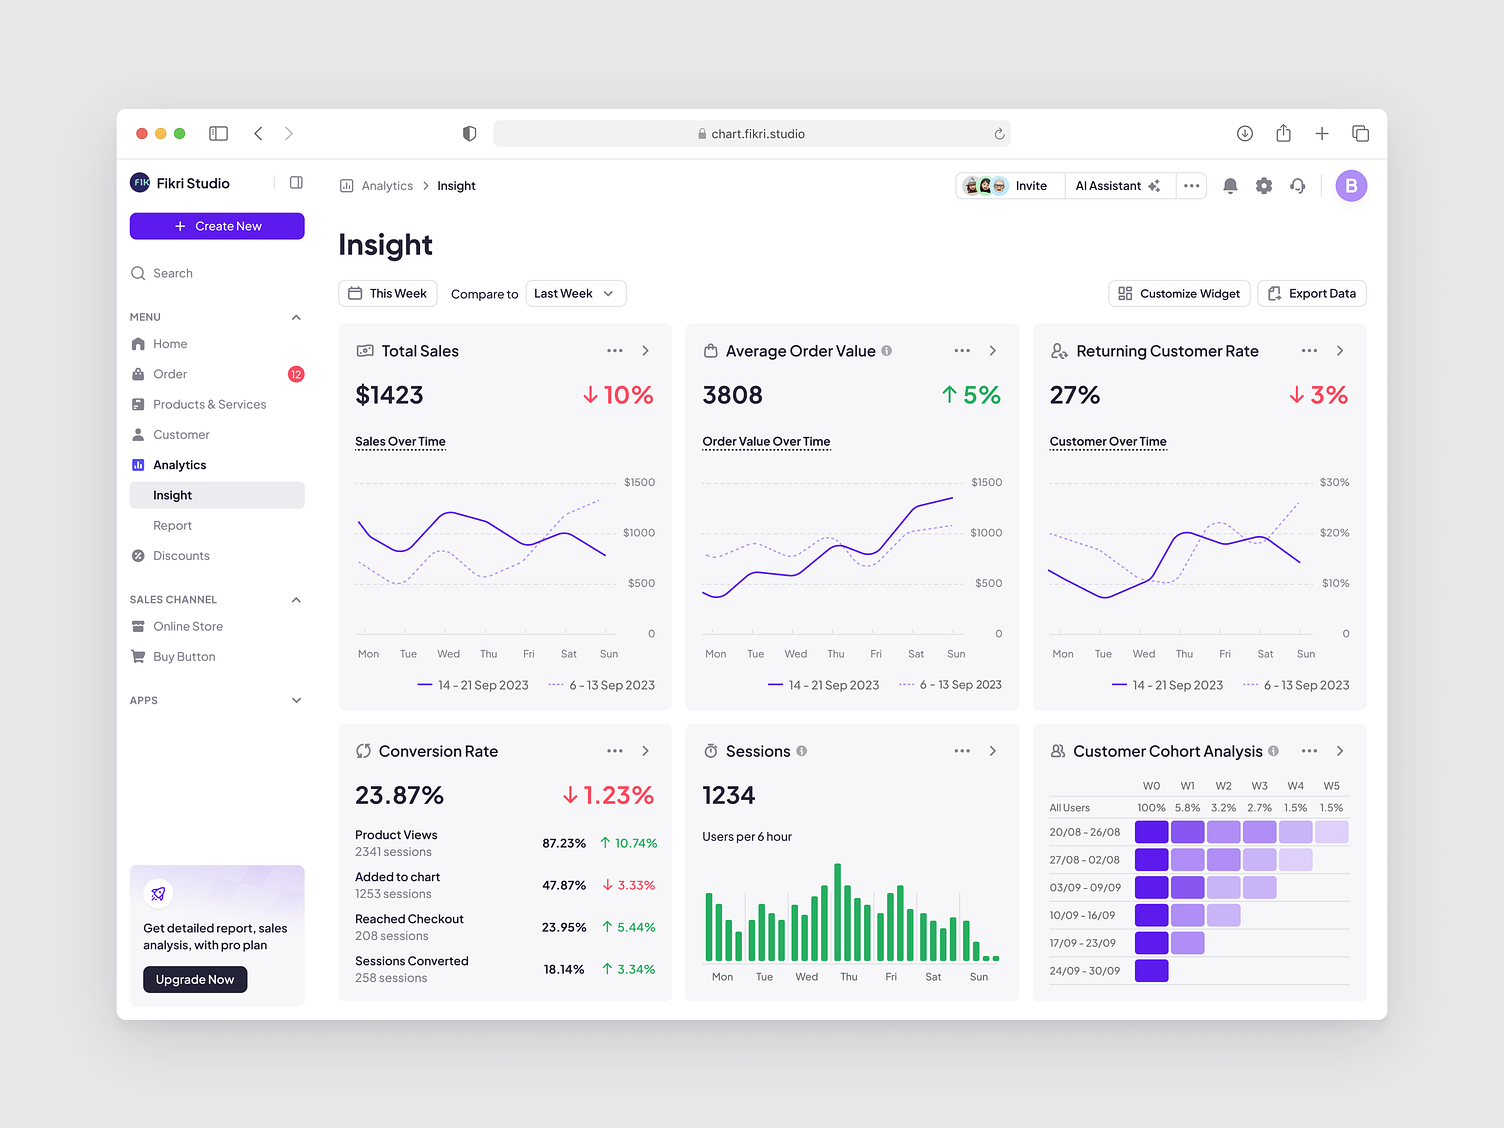 chart.fikri.studio
FIK
Fikri Studio
Create New
Search
MENU
Home
Order
12
Products & Services
Customer
Analytics
Insight
Report
Discounts
SALES CHANNEL
Online Store
Buy Button
APPS
Get detailed report, sales
analysis, with pro plan
Upgrade Now
Analytics > Insight
Invite
AI Assistant
B
Insight
This Week
Compare to
Last Week
Customize Widget
Export Data
Total Sales
$1423
10%
Sales Over Time
$1500
$1000
$500
0
Mon Tue Wed Thu Fri Sat Sun
14 - 21 Sep 2023 6 - 13 Sep 2023
Average Order Value
3808
5%
Order Value Over Time
$1500
$1000
$500
0
Mon Tue Wed Thu Fri Sat Sun
14 - 21 Sep 2023 6 - 13 Sep 2023
Returning Customer Rate
27%
3%
Customer Over Time
$30%
$20%
$10%
0
Mon Tue Wed Thu Fri Sat Sun
14 - 21 Sep 2023 6 - 13 Sep 2023
Conversion Rate
23.87%
1.23%
Product Views
2341 sessions
87.23% 10.74%
Added to chart
1253 sessions
47.87% 3.33%
Reached Checkout
208 sessions
23.95% 5.44%
Sessions Converted
258 sessions
18.14% 3.34%
Sessions
1234
Users per 6 hour
Mon Tue Wed Thu Fri Sat Sun
Customer Cohort Analysis
W0 W1 W2 W3 W4 W5
All Users 100% 5.8% 3.2% 2.7% 1.5% 1.5%
20/08 - 26/08
27/08 - 02/08
03/09 - 09/09
10/09 - 16/09
17/09 - 23/09
24/09 - 30/09